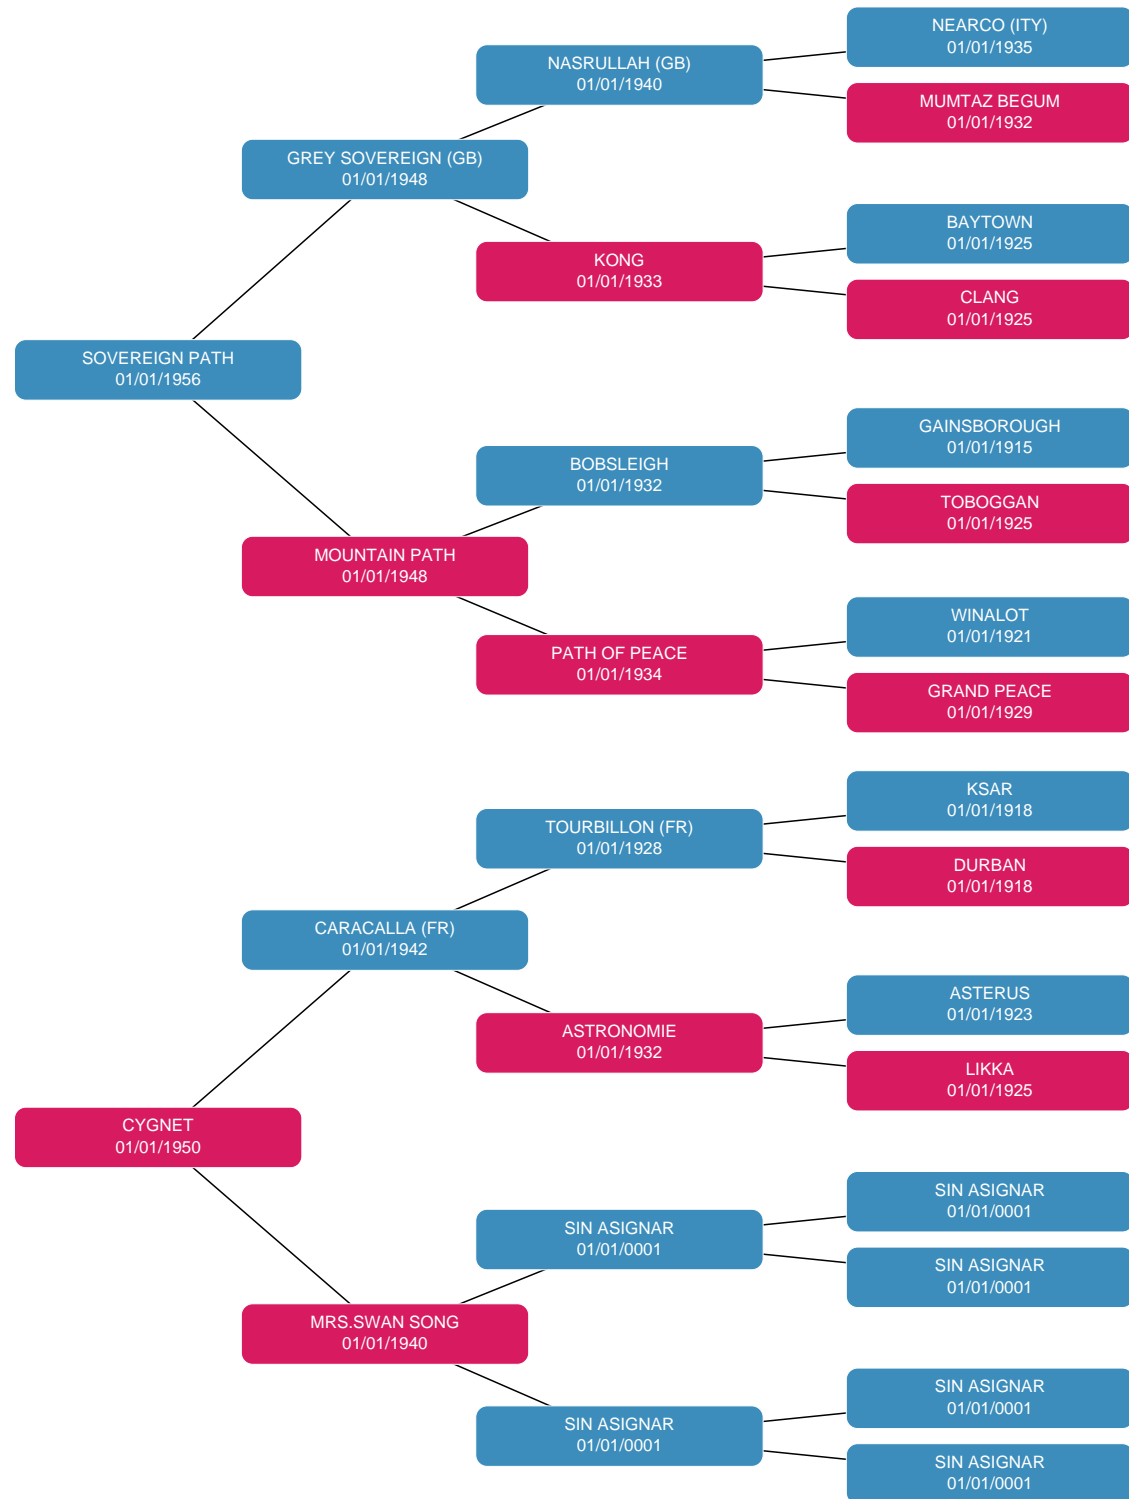 NEARCO (ITY)
01/01/1935
NASRULLAH (GB)
01/01/1940
MUMTAZ BEGUM
01/01/1932
GREY SOVEREIGN (GB)
01/01/1948
BAYTOWN
01/01/1925
KONG
01/01/1933
CLANG
01/01/1925
SOVEREIGN PATH
01/01/1956
GAINSBOROUGH
01/01/1915
BOBSLEIGH
01/01/1932
TOBOGGAN
01/01/1925
MOUNTAIN PATH
01/01/1948
WINALOT
01/01/1921
PATH OF PEACE
01/01/1934
GRAND PEACE
01/01/1929
KSAR
01/01/1918
TOURBILLON (FR)
01/01/1928
DURBAN
01/01/1918
CARACALLA (FR)
01/01/1942
ASTERUS
01/01/1923
ASTRONOMIE
01/01/1932
LIKKA
01/01/1925
CYGNET
01/01/1950
SIN ASIGNAR
01/01/0001
SIN ASIGNAR
01/01/0001
SIN ASIGNAR
01/01/0001
MRS.SWAN SONG
01/01/1940
SIN ASIGNAR
01/01/0001
SIN ASIGNAR
01/01/0001
SIN ASIGNAR
01/01/0001